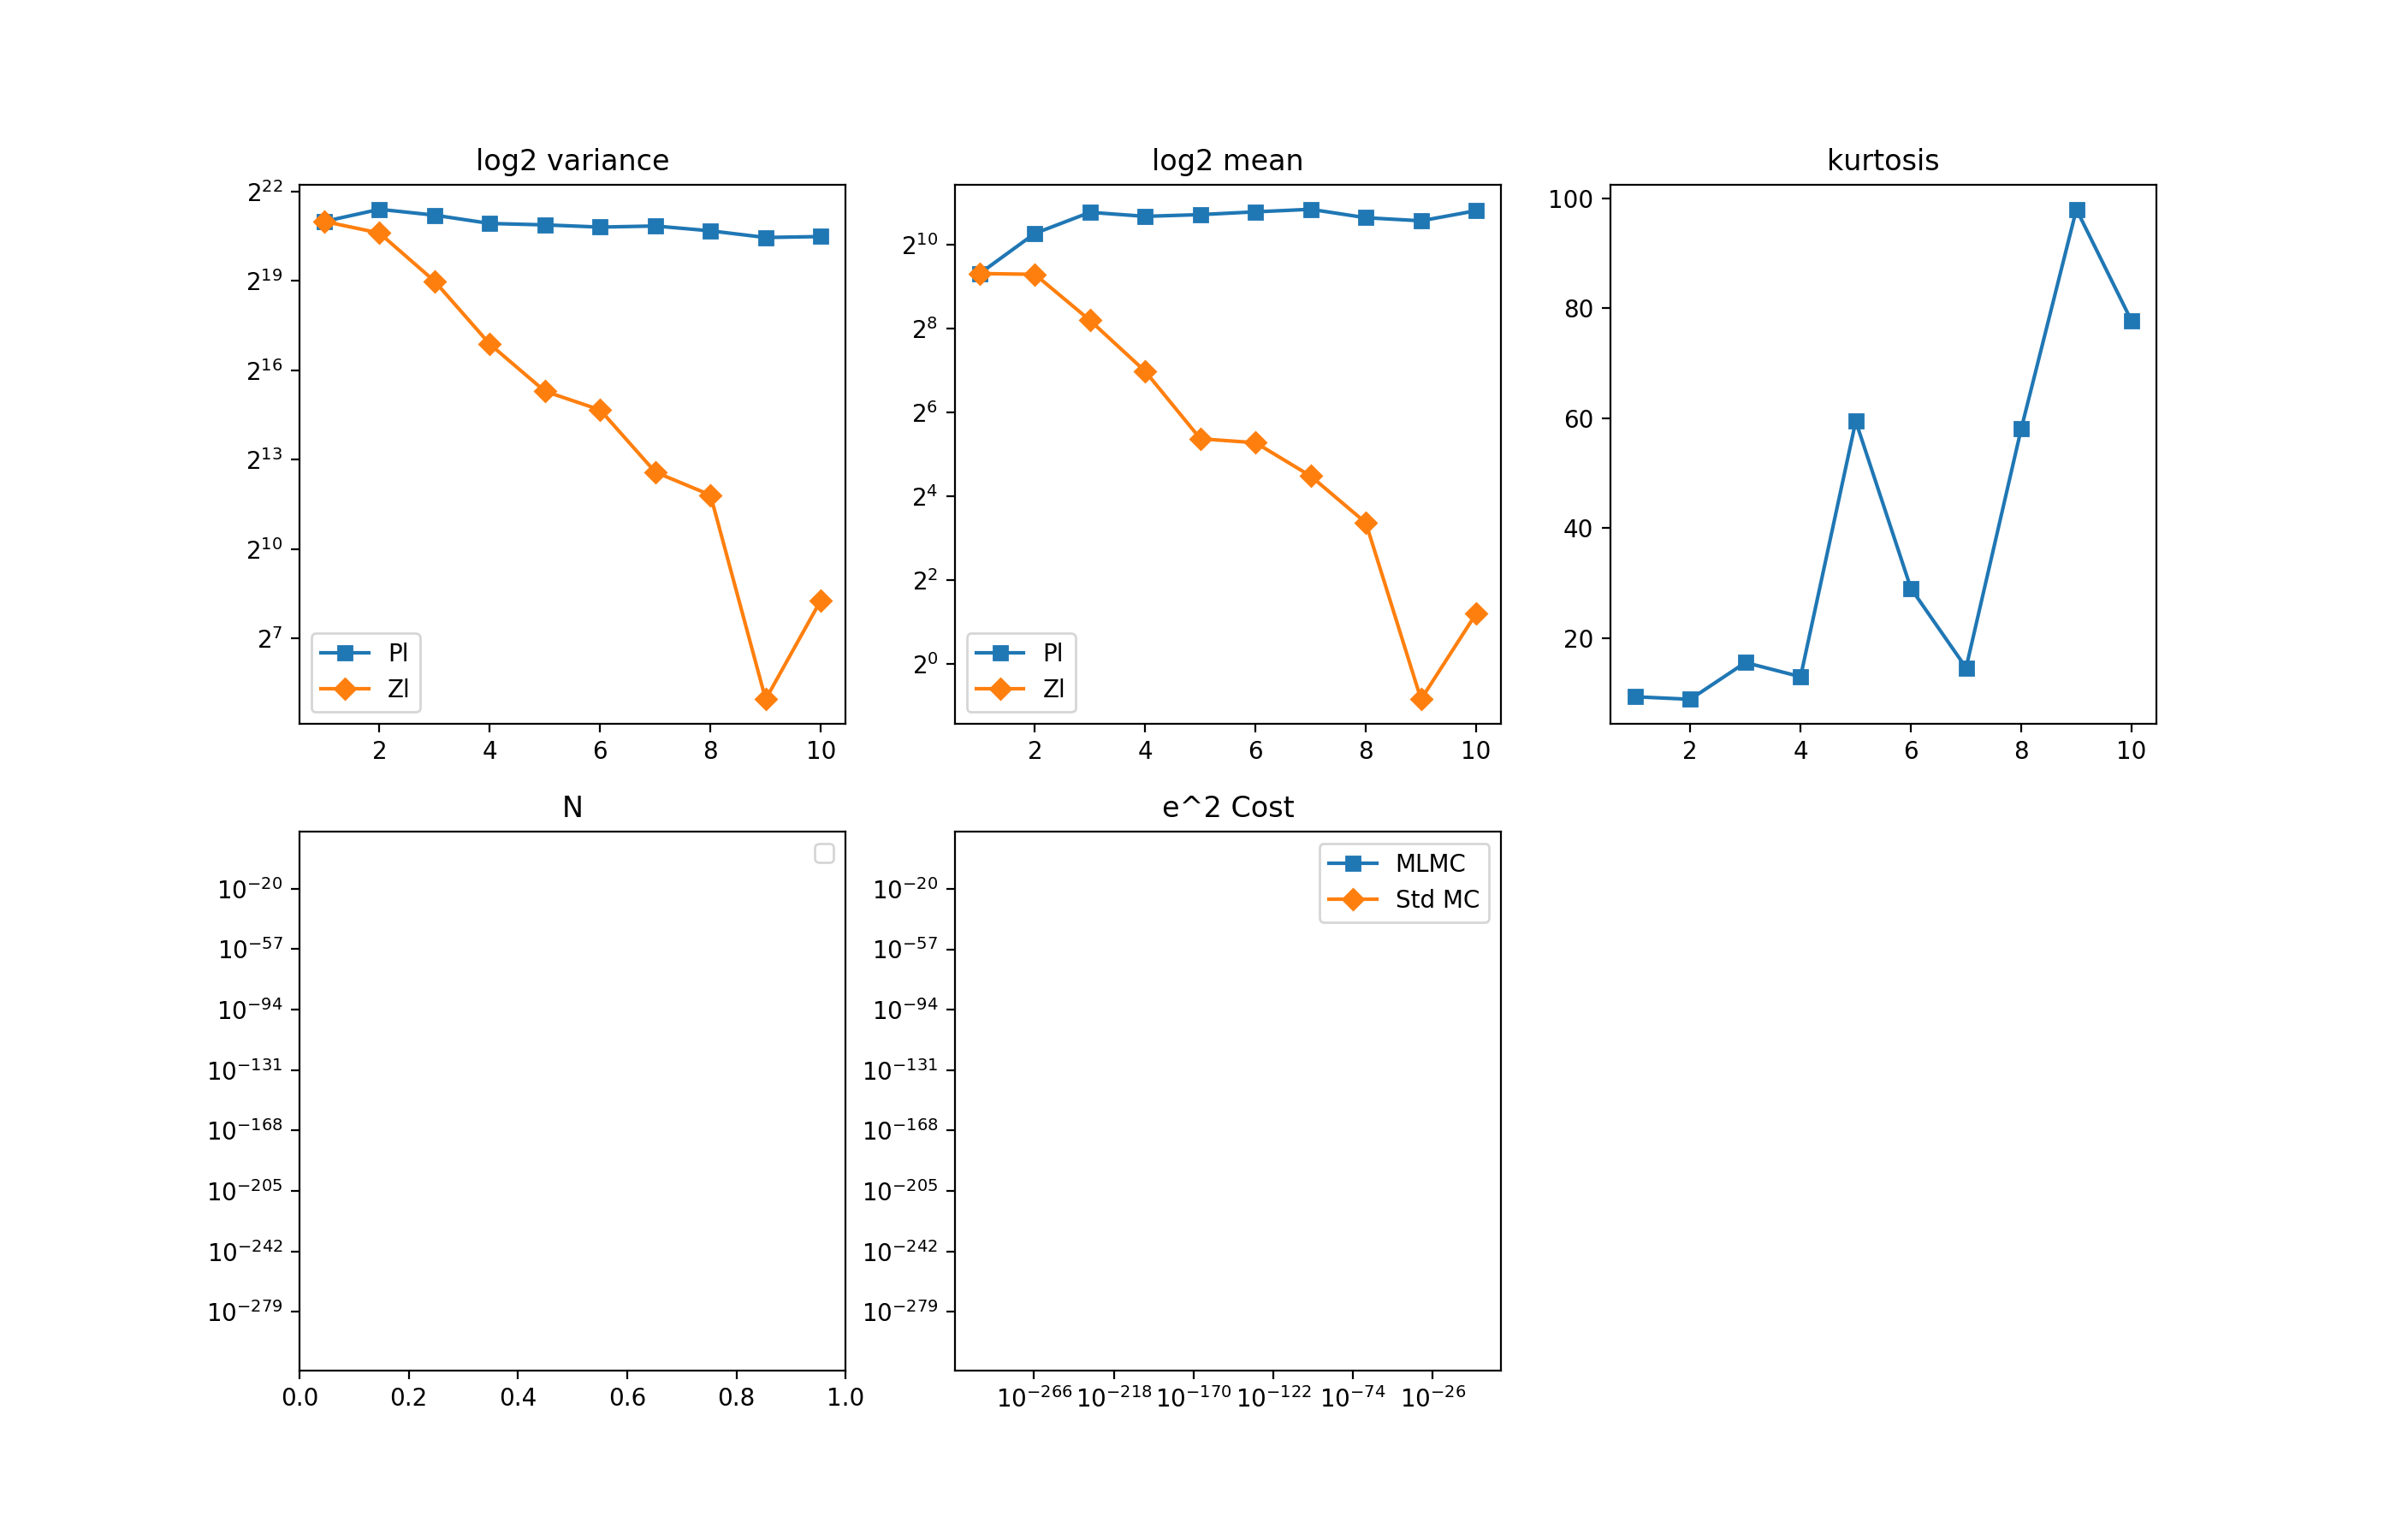 log2 variance
2^22
2^19
2^16
2^13
2^10
2^7
Pl
Zl
2 4 6 8 10
log2 mean
2^10
2^8
2^6
2^4
2^2
2^0
Pl
Zl
2 4 6 8 10
kurtosis
100
80
60
40
20
2 4 6 8 10
N
10^−20
10^−57
10^−94
10^−131
10^−168
10^−205
10^−242
10^−279
0.0 0.2 0.4 0.6 0.8 1.0
e^2 Cost
MLMC
Std MC
10^−20
10^−57
10^−94
10^−131
10^−168
10^−205
10^−242
10^−279
10^−266 10^−218 10^−170 10^−122 10^−74 10^−26